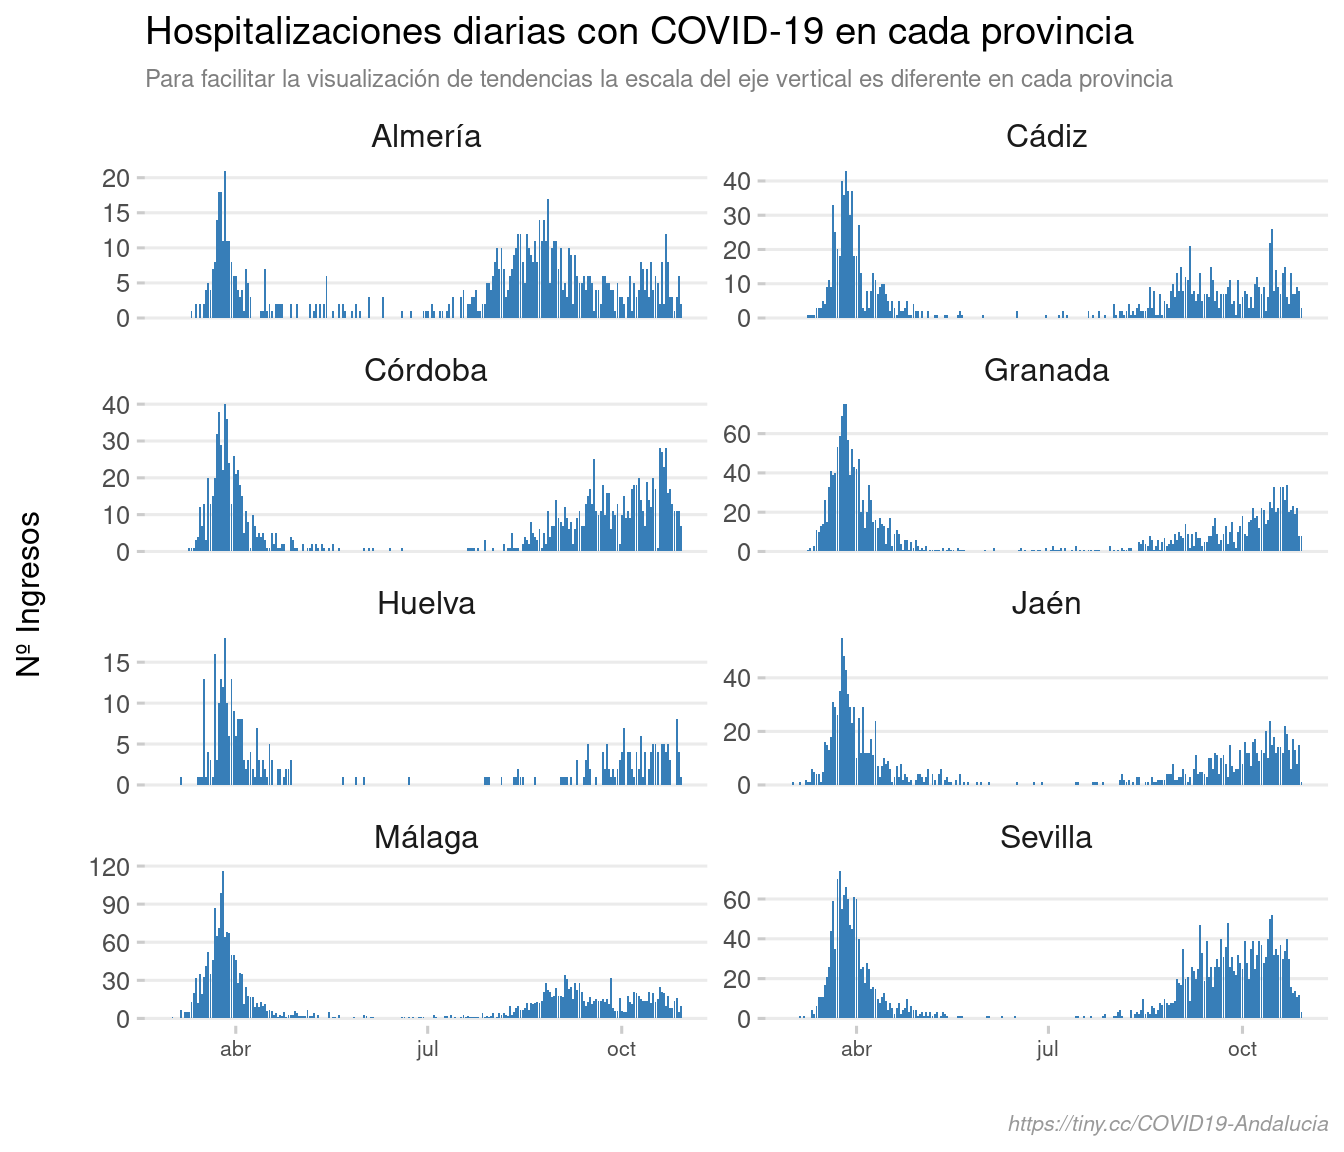 Hospitalizaciones diarias con COVID-19 en cada provincia
Para facilitar la visualización de tendencias la escala del eje vertical es diferente en cada provincia
Nº Ingresos
Almería
20
15
10
5
0
Cádiz
40
30
20
10
0
Córdoba
40
30
20
10
0
Granada
60
40
20
0
Huelva
15
10
5
0
Jaén
40
20
0
Málaga
120
90
60
30
0
abr jul oct
Sevilla
60
40
20
0
abr jul oct
https://tiny.cc/COVID19-Andalucia